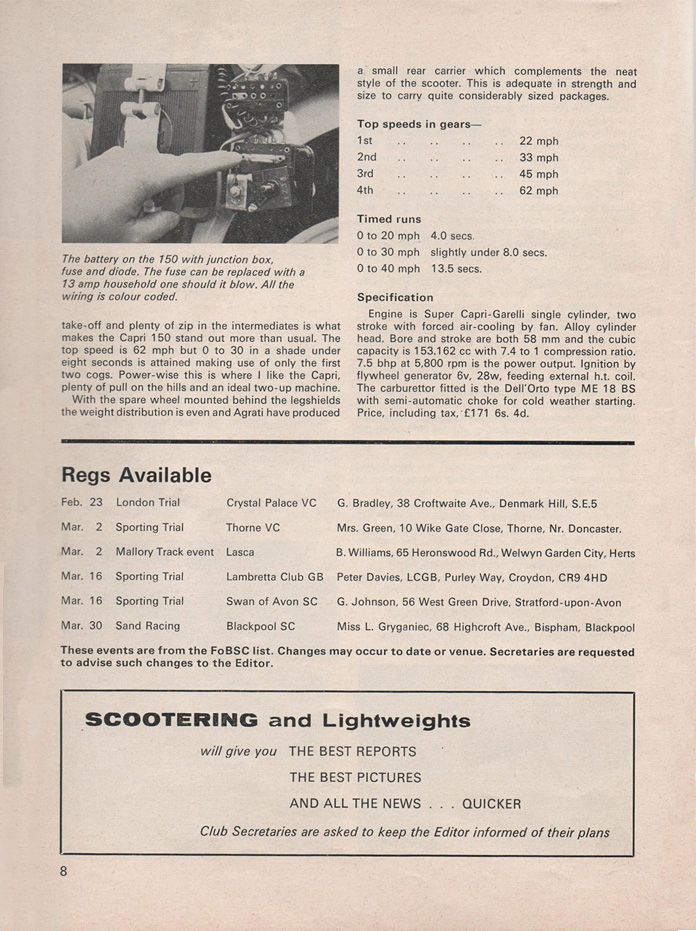 The battery on the 150 with junction box,
fuse and diode. The fuse can be replaced with a
13 amp household one should it blow. All the
wiring is colour coded.
take-off and plenty of zip in the intermediates is what
makes the Capri 150 stand out more than usual. The
top speed is 62 mph but 0 to 30 in a shade under
eight seconds is attained making use of only the first
two cogs. Power-wise this is where I like the Capri,
plenty of pull on the hills and an ideal two-up machine.
With the spare wheel mounted behind the legshields
the weight distribution is even and Agrati have produced
a small rear carrier which complements the neat
style of the scooter. This is adequate in strength and
size to carry quite considerably sized packages.
Top speeds in gears—
1st .. .. .. .. 22 mph
2nd .. .. .. .. 33 mph
3rd .. .. .. .. 45 mph
4th .. .. .. .. 62 mph
Timed runs
0 to 20 mph 4.0 secs.
0 to 30 mph slightly under 8.0 secs.
0 to 40 mph 13.5 secs.
Specification
Engine is Super Capri-Garelli single cylinder, two
stroke with forced air-cooling by fan. Alloy cylinder
head. Bore and stroke are both 58 mm and the cubic
capacity is 153.162 cc with 7.4 to 1 compression ratio.
7.5 bhp at 5,800 rpm is the power output. Ignition by
flywheel generator 6v, 28w, feeding external h.t. coil.
The carburettor fitted is the Dell'Orto type ME 18 BS
with semi-automatic choke for cold weather starting.
Price, including tax, £171 6s. 4d.
Regs Available
Feb. 23 London Trial Crystal Palace VC G. Bradley, 38 Croftwaite Ave., Denmark Hill, S.E.5
Mar. 2 Sporting Trial Thorne VC Mrs. Green, 10 Wike Gate Close, Thorne, Nr. Doncaster.
Mar. 2 Mallory Track event Lasca B. Williams, 65 Heronswood Rd., Welwyn Garden City, Herts
Mar. 16 Sporting Trial Lambretta Club GB Peter Davies, LCGB, Purley Way, Croydon, CR9 4HD
Mar. 16 Sporting Trial Swan of Avon SC G. Johnson, 56 West Green Drive, Stratford-upon-Avon
Mar. 30 Sand Racing Blackpool SC Miss L. Gryganiec, 68 Highcroft Ave., Bispham, Blackpool
These events are from the FoBSC list. Changes may occur to date or venue. Secretaries are requested
to advise such changes to the Editor.
SCOOTERING and Lightweights
will give you THE BEST REPORTS
THE BEST PICTURES
AND ALL THE NEWS . . . QUICKER
Club Secretaries are asked to keep the Editor informed of their plans
8